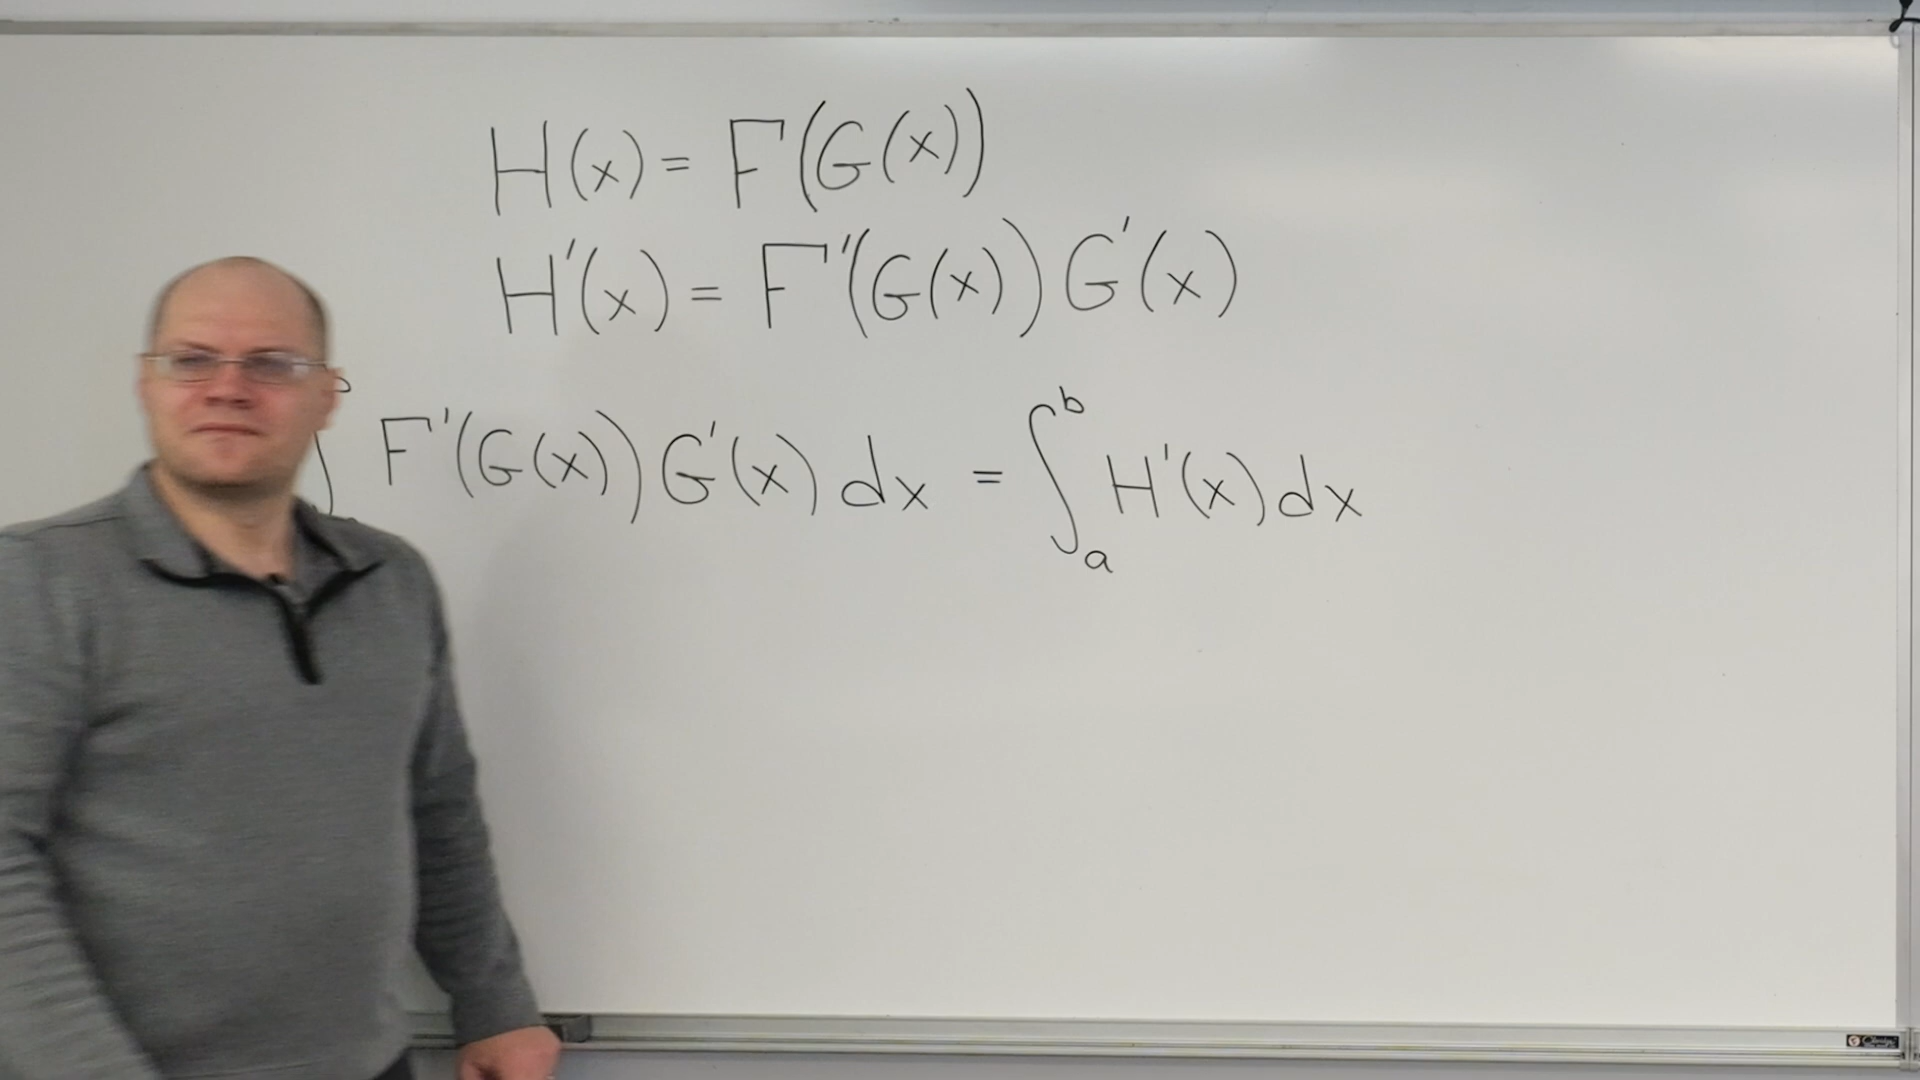 H(x) = F(G(x))
H'(x) = F'(G(x)) G'(x)
∫ F'(G(x)) G'(x) dx = ∫_a^b H'(x) dx